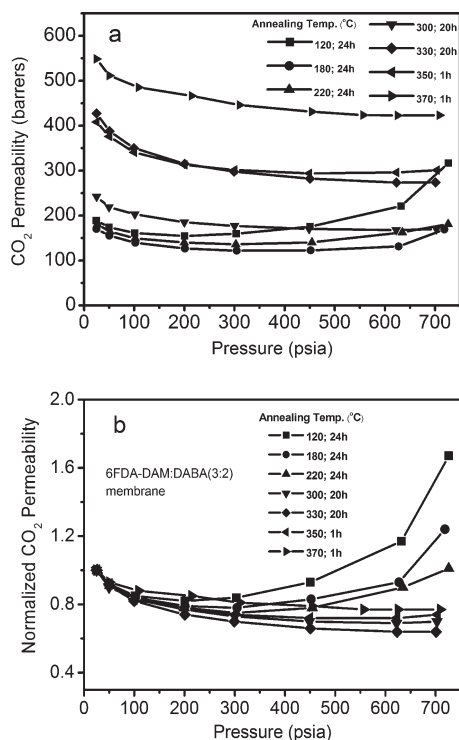 a
Annealing Temp. (°C)
120; 24h
180; 24h
220; 24h
300; 20h
330; 20h
350; 1h
370; 1h
CO2 Permeability (barrers)
600
500
400
300
200
100
0
0 100 200 300 400 500 600 700
Pressure (psia)
b
6FDA-DAM:DABA(3:2)
membrane
Annealing Temp. (°C)
120; 24h
180; 24h
220; 24h
300; 20h
330; 20h
350; 1h
370; 1h
Normalized CO2 Permeability
2.0
1.6
1.2
0.8
0.4
0 100 200 300 400 500 600 700
Pressure (psia)